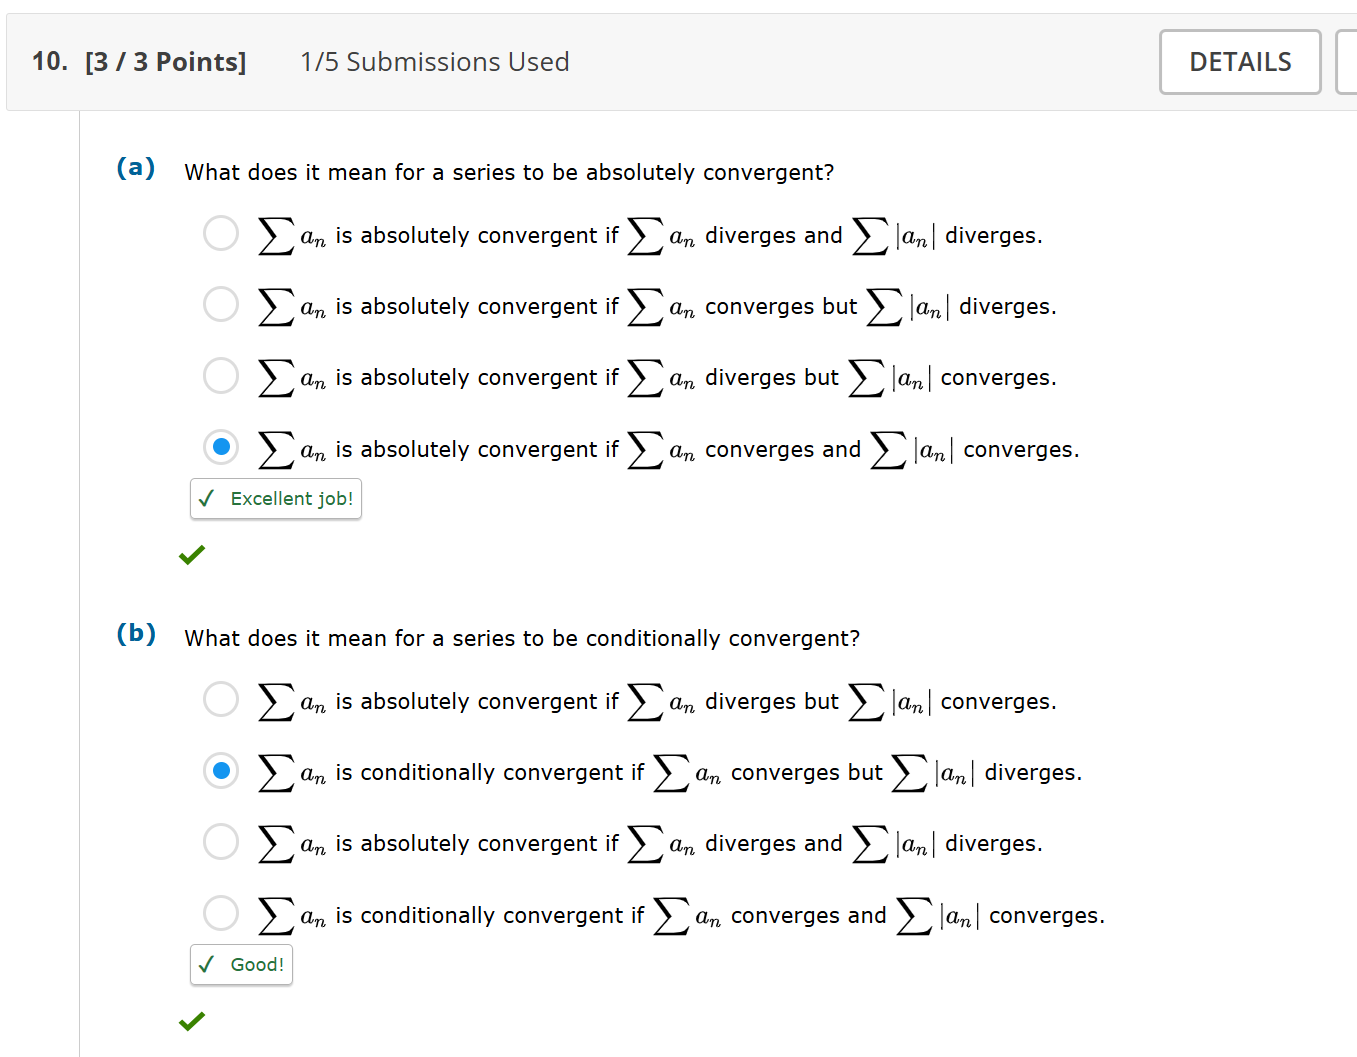 10. [3 / 3 Points] 1/5 Submissions Used DETAILS
(a) What does it mean for a series to be absolutely convergent?
∑ aₙ is absolutely convergent if ∑ aₙ diverges and ∑ |aₙ| diverges.
∑ aₙ is absolutely convergent if ∑ aₙ converges but ∑ |aₙ| diverges.
∑ aₙ is absolutely convergent if ∑ aₙ diverges but ∑ |aₙ| converges.
∑ aₙ is absolutely convergent if ∑ aₙ converges and ∑ |aₙ| converges.
✓ Excellent job!
(b) What does it mean for a series to be conditionally convergent?
∑ aₙ is absolutely convergent if ∑ aₙ diverges but ∑ |aₙ| converges.
∑ aₙ is conditionally convergent if ∑ aₙ converges but ∑ |aₙ| diverges.
∑ aₙ is absolutely convergent if ∑ aₙ diverges and ∑ |aₙ| diverges.
∑ aₙ is conditionally convergent if ∑ aₙ converges and ∑ |aₙ| converges.
✓ Good!